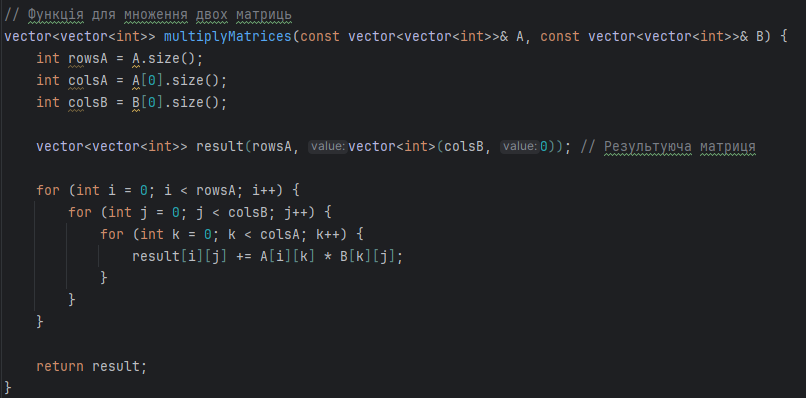 // Функція для множення двох матриць
vector<vector<int>> multiplyMatrices(const vector<vector<int>>& A, const vector<vector<int>>& B) {
    int rowsA = A.size();
    int colsA = A[0].size();
    int colsB = B[0].size();

    vector<vector<int>> result(rowsA, value: vector<int>(colsB, value: 0)); // Результуюча матриця

    for (int i = 0; i < rowsA; i++) {
        for (int j = 0; j < colsB; j++) {
            for (int k = 0; k < colsA; k++) {
                result[i][j] += A[i][k] * B[k][j];
            }
        }
    }

    return result;
}